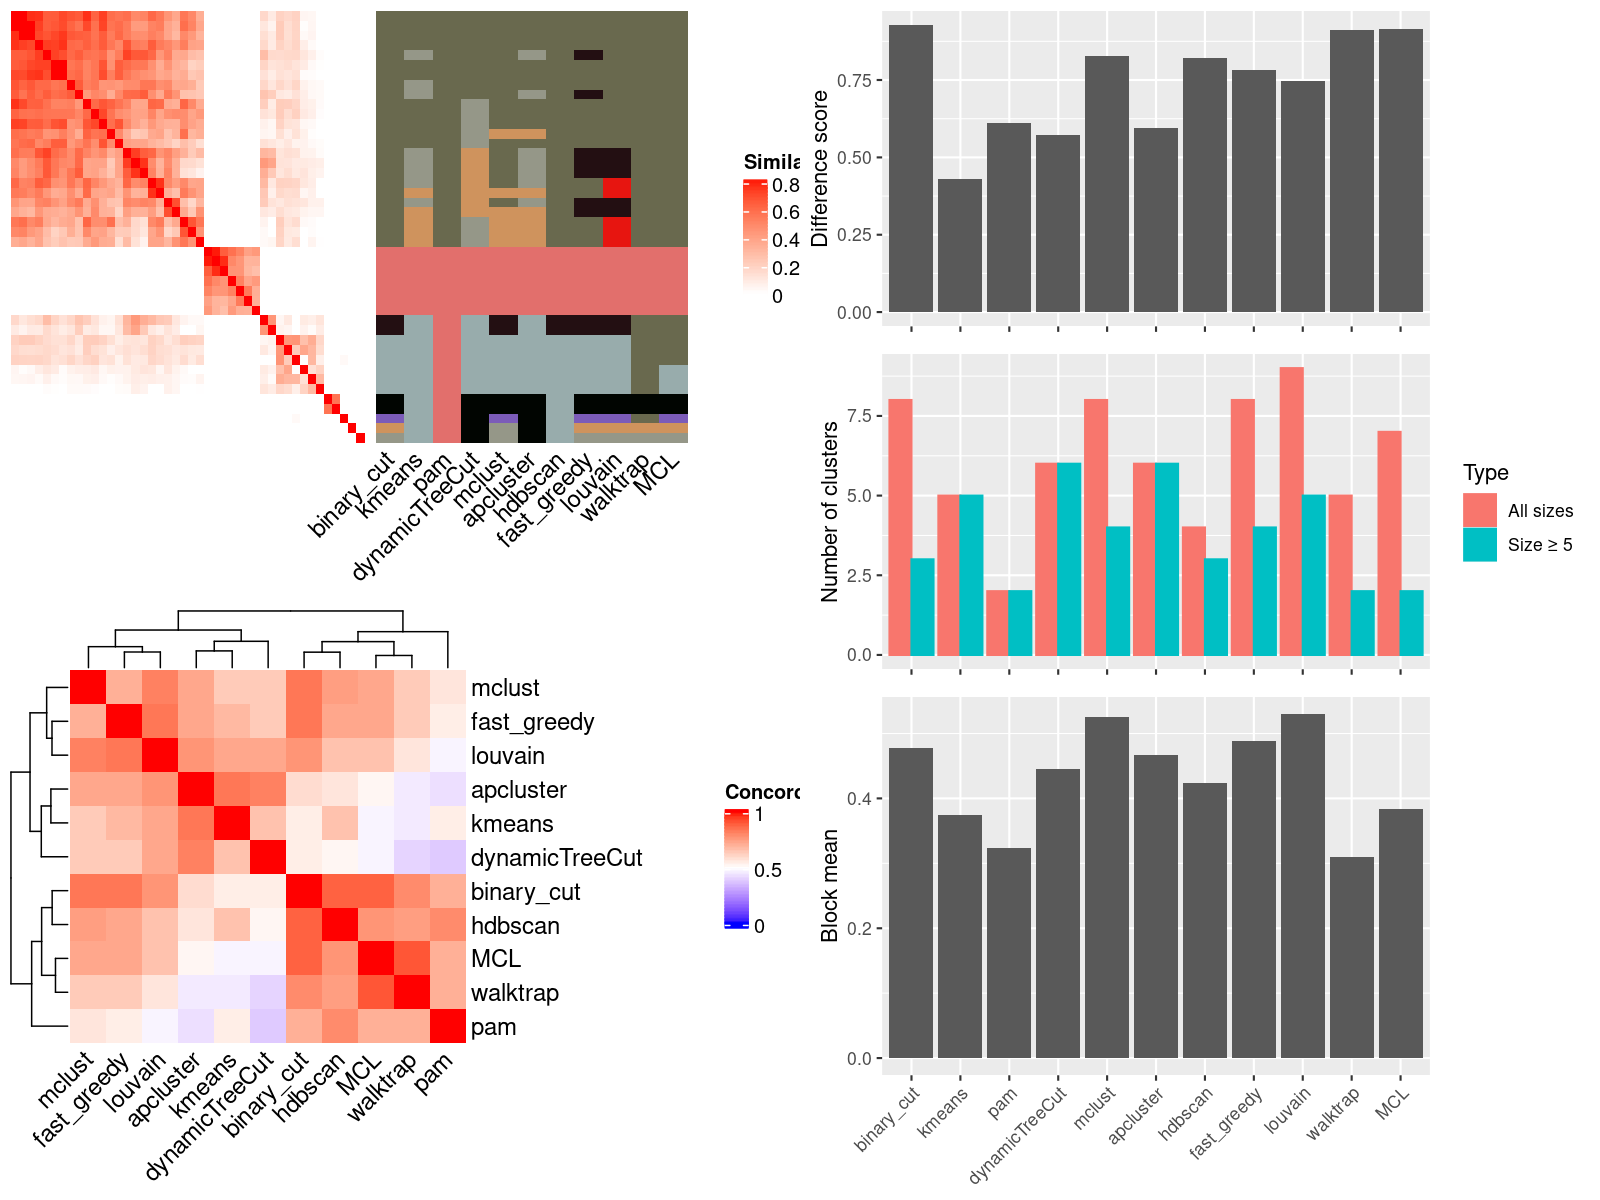 Simila
0.8
0.6
0.4
0.2
0
binary_cut
kmeans
pam
dynamicTreeCut
mclust
apcluster
hdbscan
fast_greedy
louvain
walktrap
MCL
mclust
fast_greedy
louvain
apcluster
kmeans
dynamicTreeCut
binary_cut
hdbscan
MCL
walktrap
pam
mclust
fast_greedy
louvain
apcluster
kmeans
dynamicTreeCut
binary_cut
hdbscan
MCL
walktrap
pam
Concord
1
0.5
0
Difference score
0.75
0.50
0.25
0.00
Number of clusters
7.5
5.0
2.5
0.0
Type
All sizes
Size ≥ 5
Block mean
0.4
0.2
0.0
binary_cut
kmeans
pam
dynamicTreeCut
mclust
apcluster
hdbscan
fast_greedy
louvain
walktrap
MCL